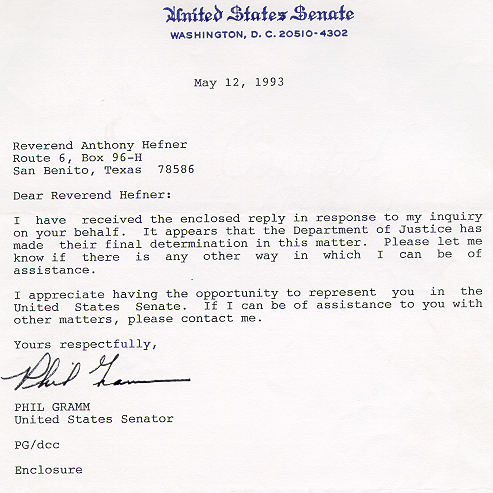 United States Senate
WASHINGTON, D. C. 20510-4302
May 12, 1993
Reverend Anthony Hefner
Route 6, Box 96-H
San Benito, Texas 78586
Dear Reverend Hefner:
I have received the enclosed reply in response to my inquiry
on your behalf. It appears that the Department of Justice has
made their final determination in this matter. Please let me
know if there is any other way in which I can be of
assistance.
I appreciate having the opportunity to represent you in the
United States Senate. If I can be of assistance to you with
other matters, please contact me.
Yours respectfully,
Phil Gramm
PHIL GRAMM
United States Senator
PG/dcc
Enclosure